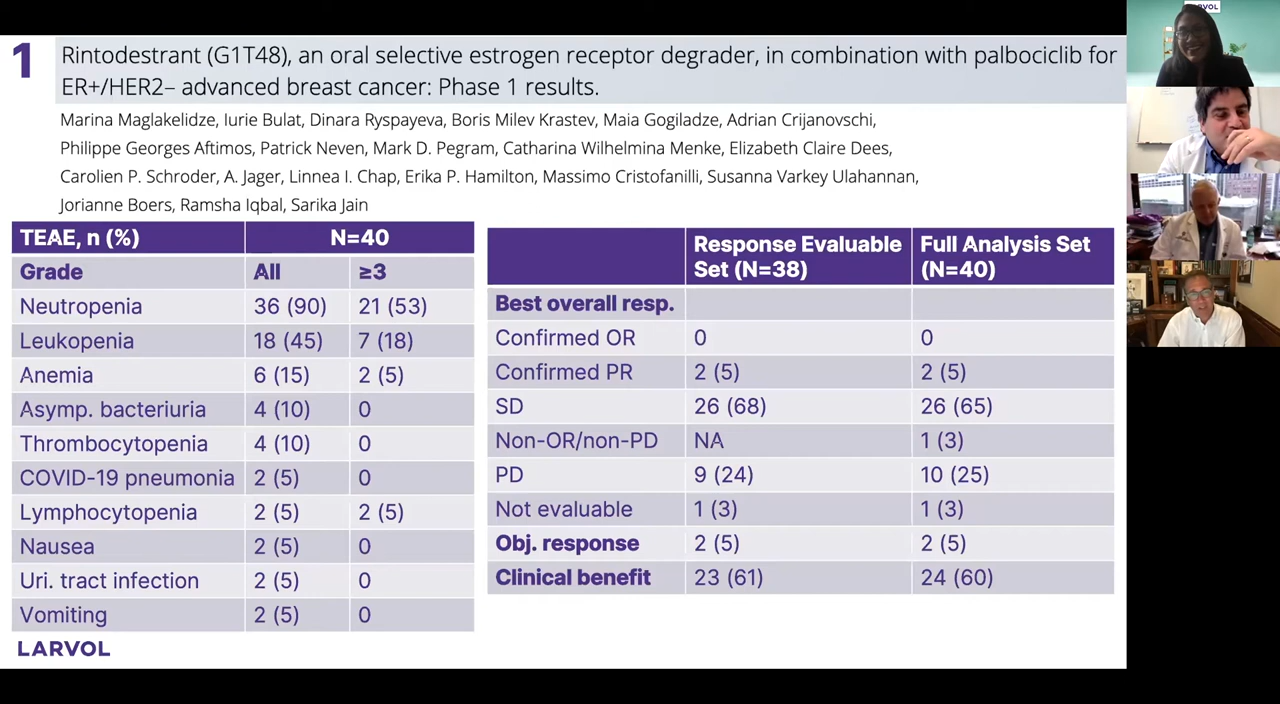 LARVOL
1
Rintodestrant (G1T48), an oral selective estrogen receptor degrader, in combination with palbociclib for
ER+/HER2– advanced breast cancer: Phase 1 results.
Marina Maglakelidze, Iurie Bulat, Dinara Ryspayeva, Boris Milev Krastev, Maia Gogiladze, Adrian Crijanovschi,
Philippe Georges Aftimos, Patrick Neven, Mark D. Pegram, Catharina Wilhelmina Menke, Elizabeth Claire Dees,
Carolien P. Schroder, A. Jager, Linnea I. Chap, Erika P. Hamilton, Massimo Cristofanilli, Susanna Varkey Ulahannan,
Jorianne Boers, Ramsha Iqbal, Sarika Jain
TEAE, n (%) N=40
Grade All ≥3
Neutropenia 36 (90) 21 (53)
Leukopenia 18 (45) 7 (18)
Anemia 6 (15) 2 (5)
Asymp. bacteriuria 4 (10) 0
Thrombocytopenia 4 (10) 0
COVID-19 pneumonia 2 (5) 0
Lymphocytopenia 2 (5) 2 (5)
Nausea 2 (5) 0
Uri. tract infection 2 (5) 0
Vomiting 2 (5) 0
Response Evaluable Full Analysis Set
Set (N=38) (N=40)
Best overall resp.
Confirmed OR 0 0
Confirmed PR 2 (5) 2 (5)
SD 26 (68) 26 (65)
Non-OR/non-PD NA 1 (3)
PD 9 (24) 10 (25)
Not evaluable 1 (3) 1 (3)
Obj. response 2 (5) 2 (5)
Clinical benefit 23 (61) 24 (60)
LARVOL